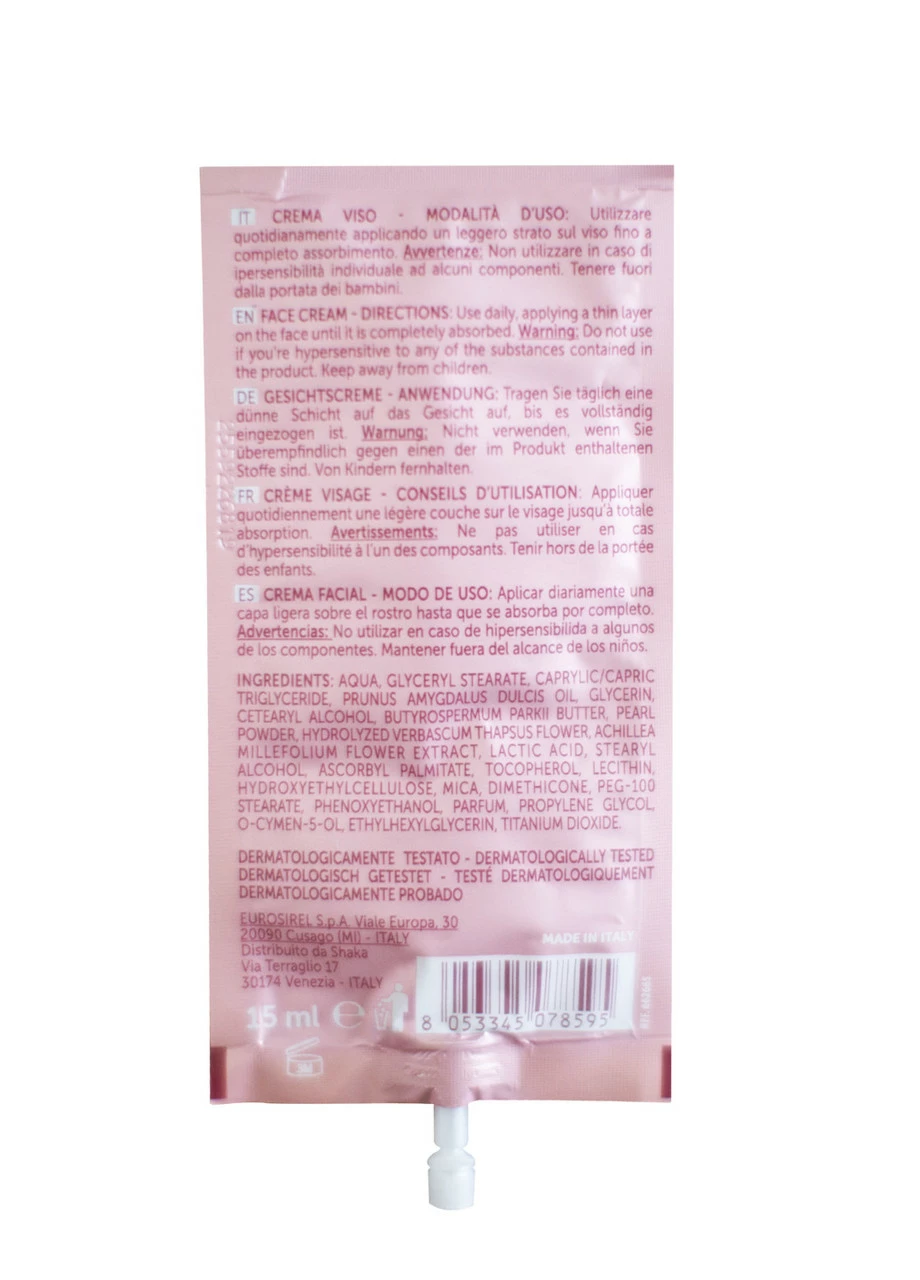 IT CREMA VISO - MODALITÀ D'USO: Utilizzare
quotidianamente applicando un leggero strato sul viso fino a
completo assorbimento. Avvertenze: Non utilizzare in caso di
ipersensibilità individuale ad alcuni componenti. Tenere fuori
dalla portata dei bambini.
EN FACE CREAM - DIRECTIONS: Use daily, applying a thin layer
on the face until it is completely absorbed. Warning: Do not use
if you're hypersensitive to any of the substances contained in
the product. Keep away from children.
DE GESICHTSCREME - ANWENDUNG: Tragen Sie täglich eine
dünne Schicht auf das Gesicht auf, bis es vollständig
eingezogen ist. Warnung: Nicht verwenden, wenn Sie
überempfindlich gegen einen der im Produkt enthaltenen
Stoffe sind. Von Kindern fernhalten.
FR CRÈME VISAGE - CONSEILS D'UTILISATION: Appliquer
quotidiennement une légère couche sur le visage jusqu'à totale
absorption. Avertissements: Ne pas utiliser en cas
d'hypersensibilité à l'un des composants. Tenir hors de la portée
des enfants.
ES CREMA FACIAL - MODO DE USO: Aplicar diariamente una
capa ligera sobre el rostro hasta que se absorba por completo.
Advertencias: No utilizar en caso de hipersensibilida a algunos
de los componentes. Mantener fuera del alcance de los niños.
INGREDIENTS: AQUA, GLYCERYL STEARATE, CAPRYLIC/CAPRIC
TRIGLYCERIDE, PRUNUS AMYGDALUS DULCIS OIL, GLYCERIN,
CETEARYL ALCOHOL, BUTYROSPERMUM PARKII BUTTER, PEARL
POWDER, HYDROLYZED VERBASCUM THAPSUS FLOWER, ACHILLEA
MILLEFOLIUM FLOWER EXTRACT, LACTIC ACID, STEARYL
ALCOHOL, ASCORBYL PALMITATE, TOCOPHEROL, LECITHIN,
HYDROXYETHYLCELLULOSE, MICA, DIMETHICONE, PEG-100
STEARATE, PHENOXYETHANOL, PARFUM, PROPYLENE GLYCOL,
O-CYMEN-5-OL, ETHYLHEXYLGLYCERIN, TITANIUM DIOXIDE.
DERMATOLOGICAMENTE TESTATO - DERMATOLOGICALLY TESTED
DERMATOLOGISCH GETESTET - TESTÉ DERMATOLOGIQUEMENT
DERMATOLOGICAMENTE PROBADO
EUROSIREL S.p.A. Viale Europa, 30
20090 Cusago (MI) - ITALY
Distribuito da Shaka
Via Terraglio 17
30174 Venezia - ITALY
MADE IN ITALY
15 ml e
8 053345 078595